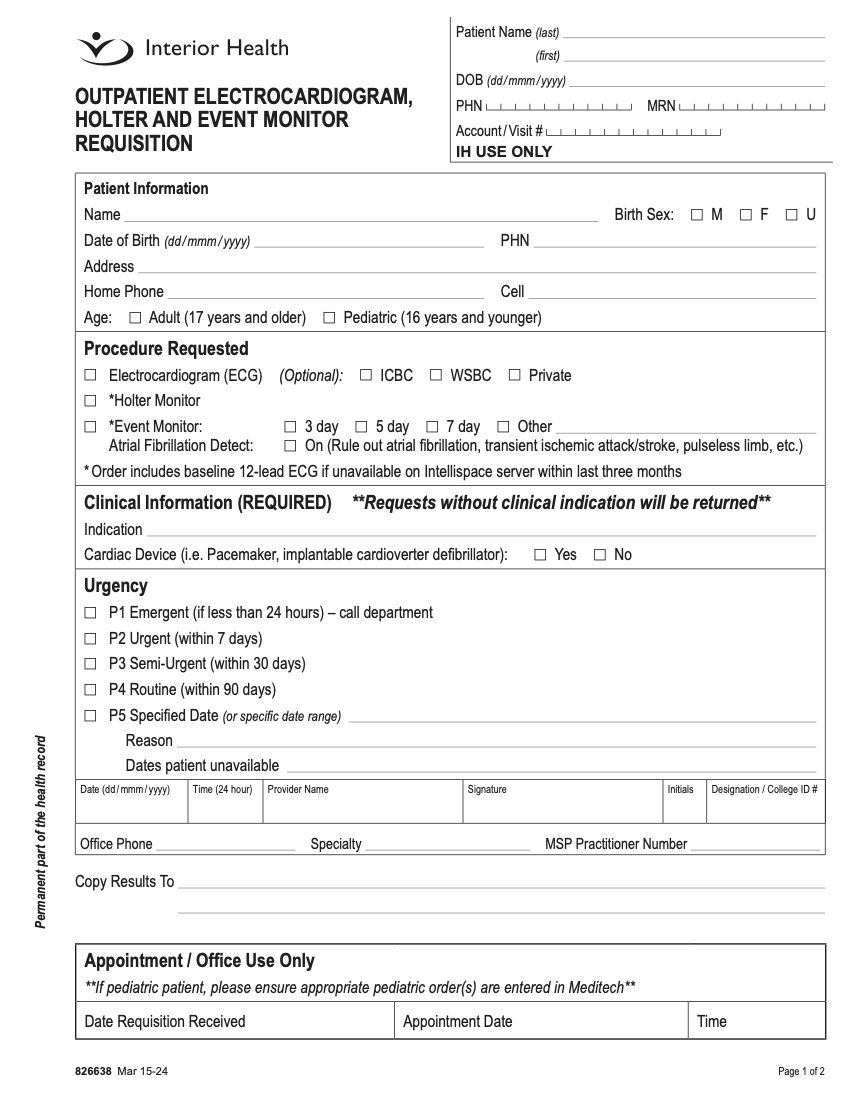 Interior Health
OUTPATIENT ELECTROCARDIOGRAM,
HOLTER AND EVENT MONITOR
REQUISITION
Patient Name (last)
(first)
DOB (dd/mmm/yyyy)
PHN MRN
Account/Visit #
IH USE ONLY
Patient Information
Name Birth Sex: ☐ M ☐ F ☐ U
Date of Birth (dd/mmm/yyyy) PHN
Address
Home Phone Cell
Age: ☐ Adult (17 years and older) ☐ Pediatric (16 years and younger)
Procedure Requested
☐ Electrocardiogram (ECG) (Optional): ☐ ICBC ☐ WSBC ☐ Private
☐ *Holter Monitor
☐ *Event Monitor: ☐ 3 day ☐ 5 day ☐ 7 day ☐ Other
Atrial Fibrillation Detect: ☐ On (Rule out atrial fibrillation, transient ischemic attack/stroke, pulseless limb, etc.)
* Order includes baseline 12-lead ECG if unavailable on Intellispace server within last three months
Clinical Information (REQUIRED) **Requests without clinical indication will be returned**
Indication
Cardiac Device (i.e. Pacemaker, implantable cardioverter defibrillator): ☐ Yes ☐ No
Urgency
☐ P1 Emergent (if less than 24 hours) – call department
☐ P2 Urgent (within 7 days)
☐ P3 Semi-Urgent (within 30 days)
☐ P4 Routine (within 90 days)
☐ P5 Specified Date (or specific date range)
Reason
Dates patient unavailable
Date (dd/mmm/yyyy) Time (24 hour) Provider Name Signature Initials Designation / College ID #
Office Phone Specialty MSP Practitioner Number
Copy Results To
Permanent part of the health record
Appointment / Office Use Only
**If pediatric patient, please ensure appropriate pediatric order(s) are entered in Meditech**
Date Requisition Received Appointment Date Time
826638 Mar 15-24 Page 1 of 2